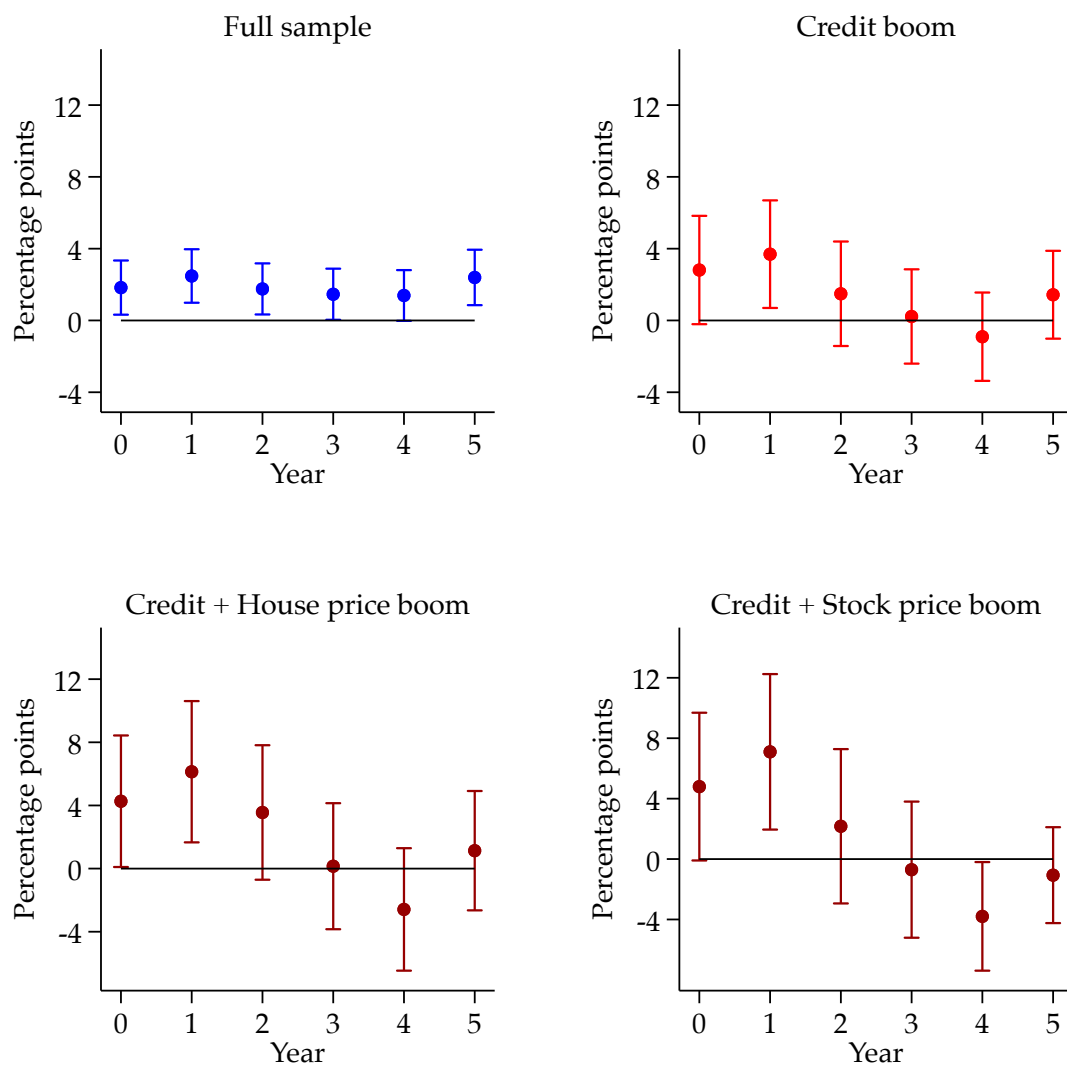 Full sample
Percentage points
12
8
4
0
-4
0 1 2 3 4 5
Year
Credit boom
Percentage points
12
8
4
0
-4
0 1 2 3 4 5
Year
Credit + House price boom
Percentage points
12
8
4
0
-4
0 1 2 3 4 5
Year
Credit + Stock price boom
Percentage points
12
8
4
0
-4
0 1 2 3 4 5
Year